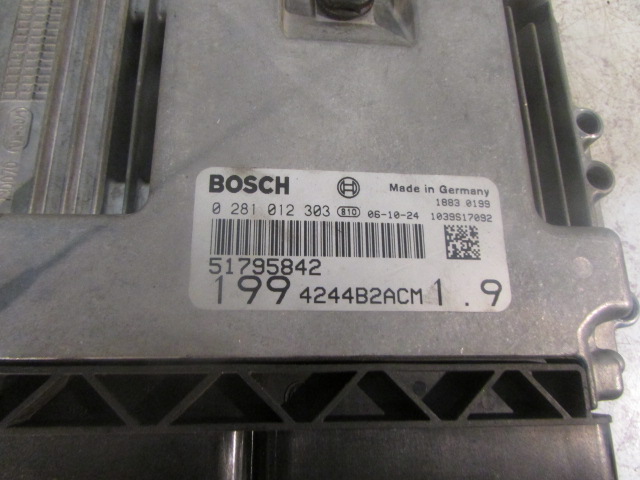 BOSCH Made in Germany
1883 0199
0 281 012 303 810 06-10-24 1039S17092
51795842
199 4244B2ACM 1.9